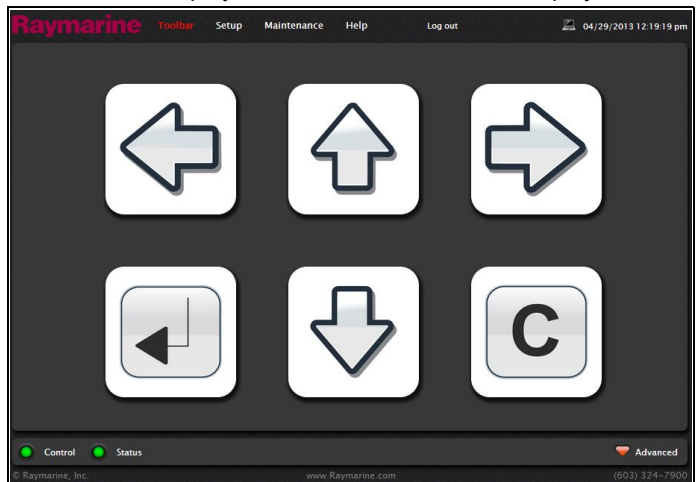 Raymarine Toolbar Setup Maintenance Help Log out 04/29/2013 12:19:19 pm
C
Control Status Advanced
© Raymarine, Inc. www.Raymarine.com (603) 324-7900